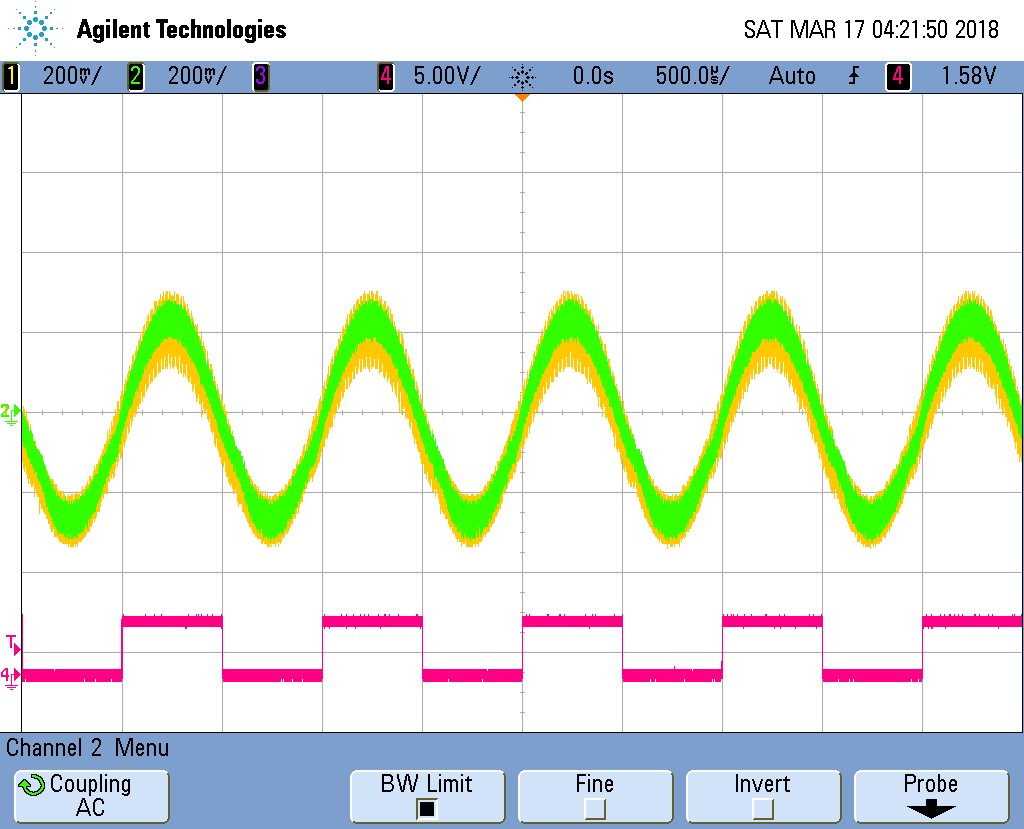 Agilent Technologies
SAT MAR 17 04:21:50 2018
1 200mV/ 2 200mV/ 3 4 5.00V/ 0.0s 500.0µs/ Auto 4 1.58V
2
T
4
Channel 2 Menu
Coupling BW Limit Fine Invert Probe
AC